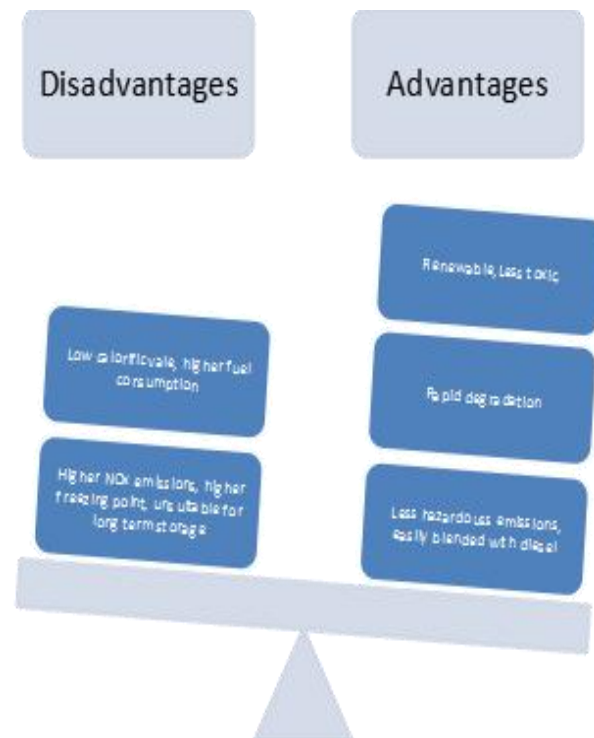 Disadvantages
Advantages
Renewable, Less toxic,
Low calorific vale, higher fuel
consumption
Rapid degradation
Higher NOx emissions, higher
freezing point, unsuitable for
long term storage
Less hazardouss emissions,
easily blended with diesel